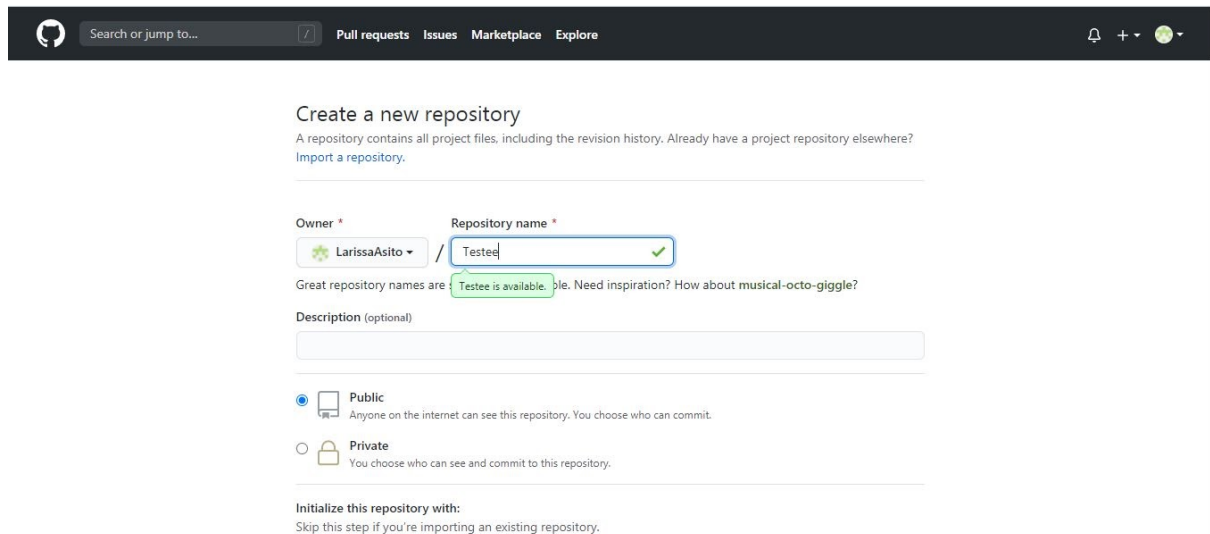 Search or jump to... /
Pull requests Issues Marketplace Explore
Create a new repository
A repository contains all project files, including the revision history. Already have a project repository elsewhere?
Import a repository.
Owner * Repository name *
LarissaAsito / Testee
Testee is available.
Great repository names are ble. Need inspiration? How about musical-octo-giggle?
Description (optional)
Public
Anyone on the internet can see this repository. You choose who can commit.
Private
You choose who can see and commit to this repository.
Initialize this repository with:
Skip this step if you're importing an existing repository.